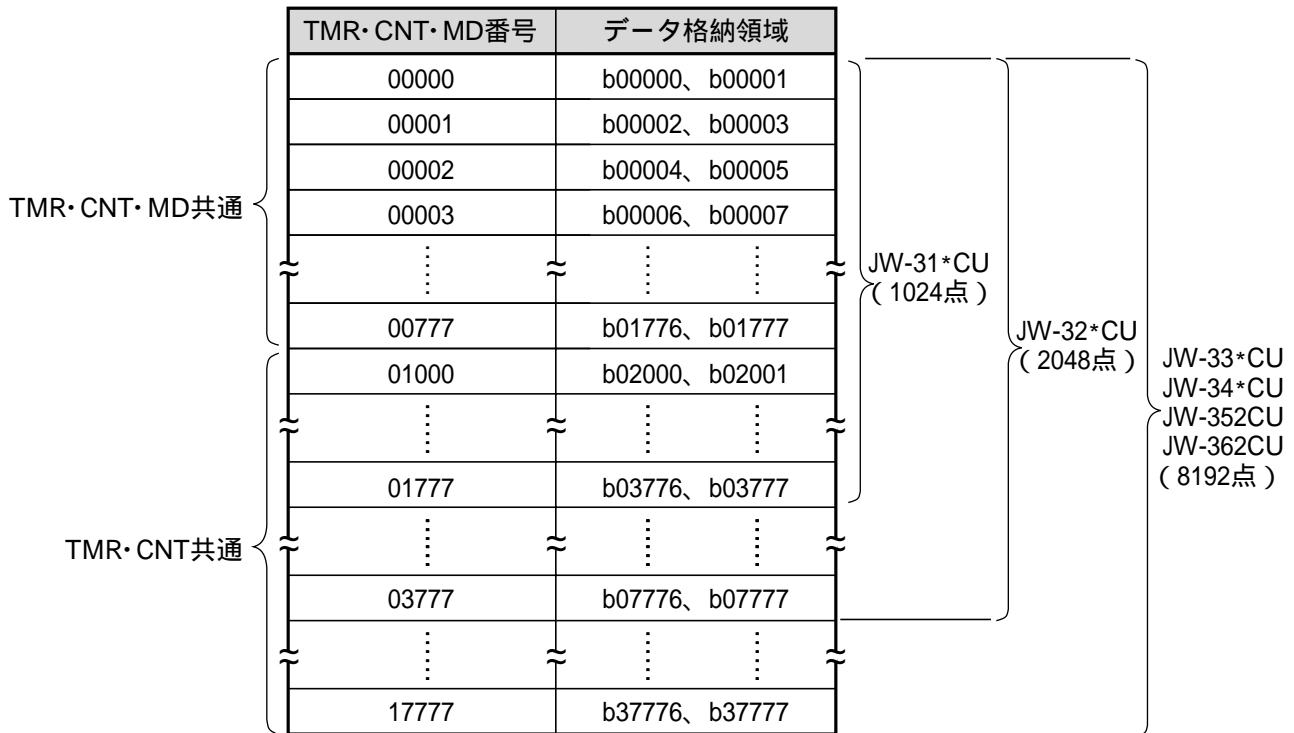 TMR・CNT・MD番号 データ格納領域
00000 b00000、b00001
00001 b00002、b00003
00002 b00004、b00005
00003 b00006、b00007
TMR・CNT・MD共通
00777 b01776、b01777
01000 b02000、b02001
01777 b03776、b03777
TMR・CNT共通
03777 b07776、b07777
17777 b37776、b37777
JW-31*CU
(1024点)
JW-32*CU
(2048点)
JW-33*CU
JW-34*CU
JW-352CU
JW-362CU
(8192点)